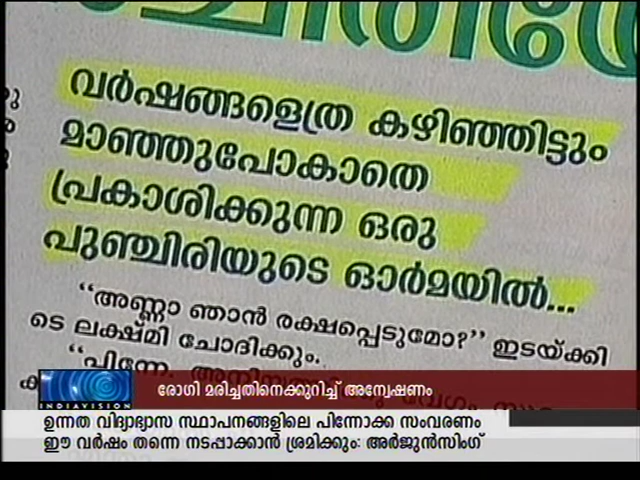 വർഷങ്ങളെത്ര കഴിഞ്ഞിട്ടും
മാഞ്ഞുപോകാതെ
പ്രകാശിക്കുന്ന ഒരു
പുഞ്ചിരിയുടെ ഓർമയിൽ...
“അണ്ണാ ഞാൻ രക്ഷപ്പെടുമോ?” ഇടയ്ക്കി
ടെ ലക്ഷ്മി ചോദിക്കും.
“പിന്നേ.
രോഗി മരിച്ചതിനെക്കുറിച്ച് അന്വേഷണം
INDIAVISION
ഉന്നത വിദ്യാഭ്യാസ സ്ഥാപനങ്ങളിലെ പിന്നോക്ക സംവരണം
ഈ വർഷം തന്നെ നടപ്പാക്കാൻ ശ്രമിക്കും: അർജുൻസിംഗ്